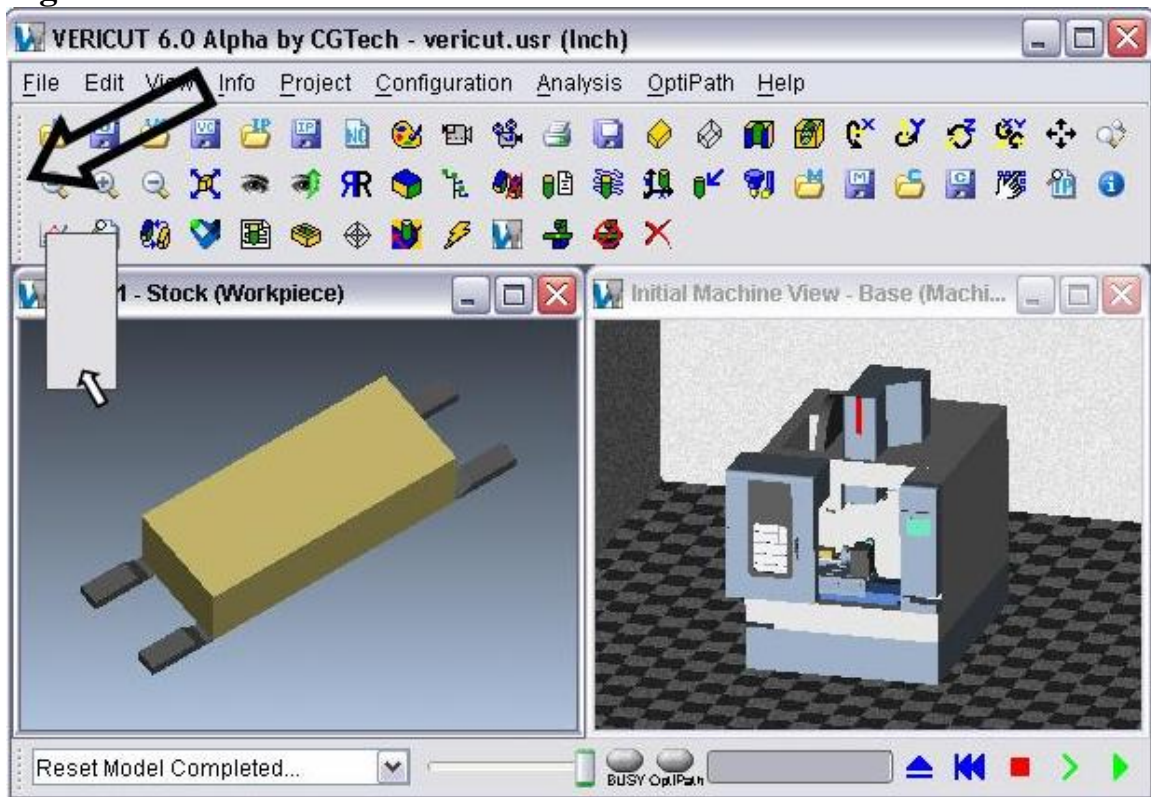 VERICUT 6.0 Alpha by CGTech - vericut.usr (Inch)
File Edit View Info Project Configuration Analysis OptiPath Help
1 - Stock (Workpiece)
Initial Machine View - Base (Machi...
Reset Model Completed...
BUSY OptiPath